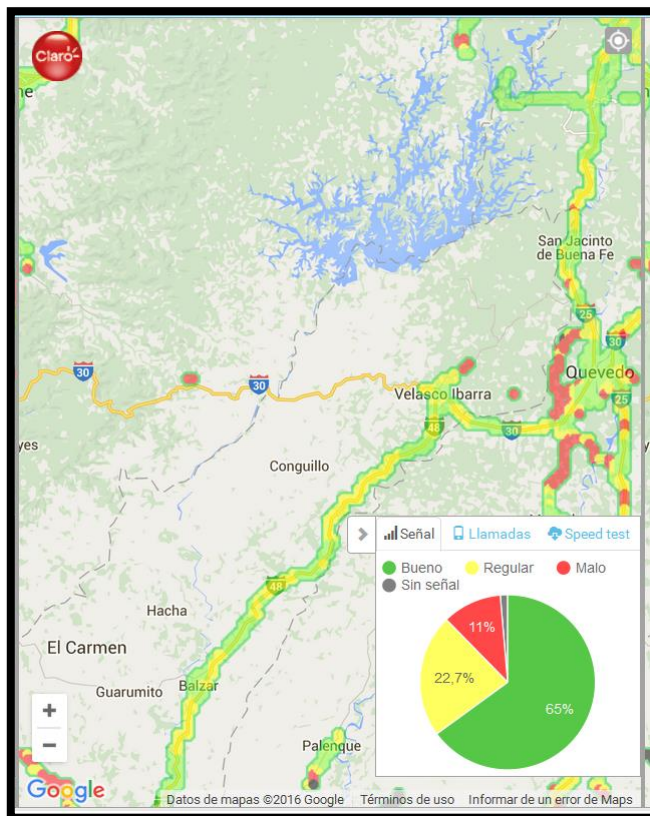 Claro-
ne
San Jacinto
de Buena Fe
25
30
Quevedo
30
30
Velasco Ibarra
25
48
30
yes
Conguillo
Señal
Llamadas
Speed test
Bueno
Regular
Malo
Sin señal
48
Hacha
11%
El Carmen
22,7%
Guarumito
Balzar
65%
+
−
Palenque
Google
Datos de mapas ©2016 Google
Términos de uso
Informar de un error de Maps